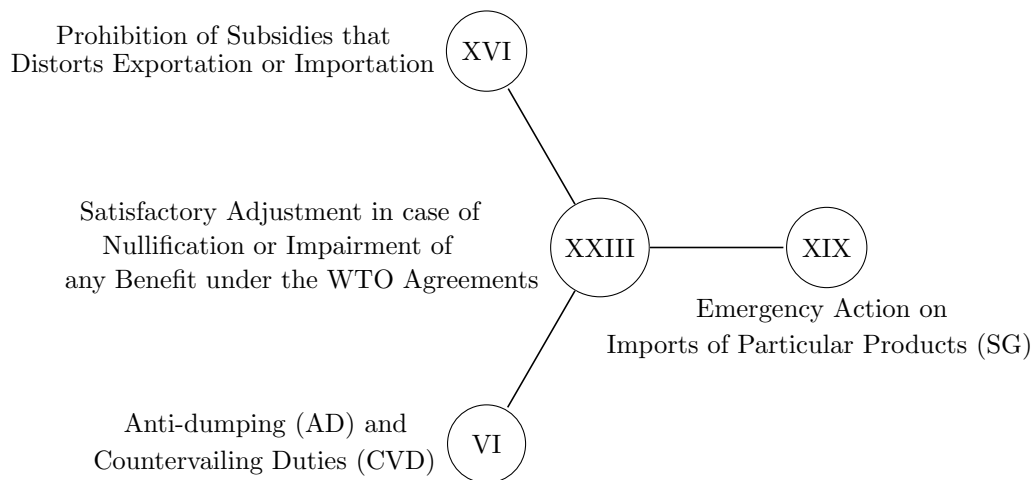 Prohibition of Subsidies that
Distorts Exportation or Importation
XVI
Satisfactory Adjustment in case of
Nullification or Impairment of
any Benefit under the WTO Agreements
XXIII
XIX
Emergency Action on
Imports of Particular Products (SG)
Anti-dumping (AD) and
Countervailing Duties (CVD)
VI